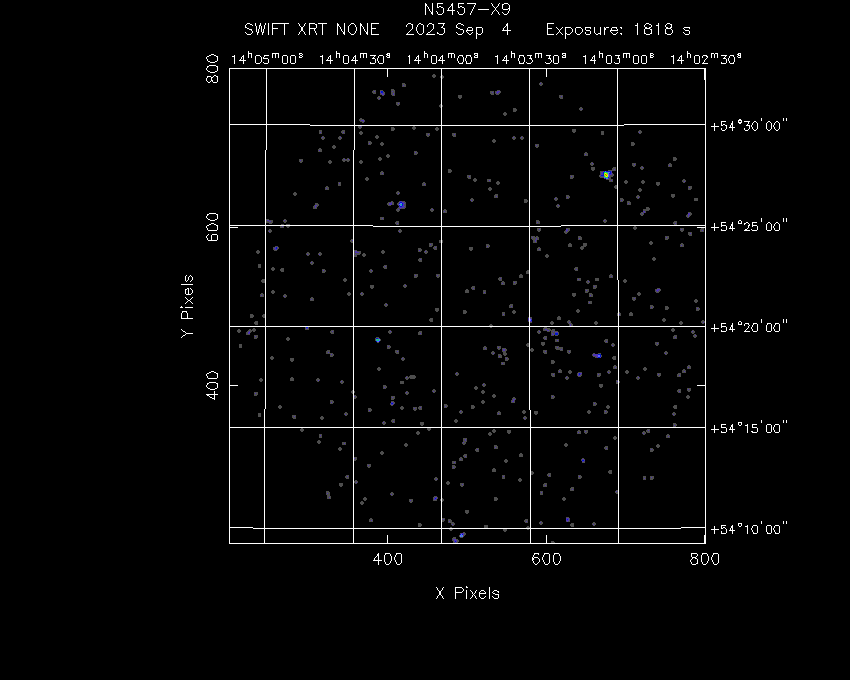 N5457-X9
SWIFT XRT NONE 2023 Sep 4 Exposure: 1818 s
14ʰ05ᵐ00ˢ 14ʰ04ᵐ30ˢ 14ʰ04ᵐ00ˢ 14ʰ03ᵐ30ˢ 14ʰ03ᵐ00ˢ 14ʰ02ᵐ30ˢ
800
+54°30'00"
600
+54°25'00"
Y Pixels
+54°20'00"
400
+54°15'00"
+54°10'00"
400 600 800
X Pixels